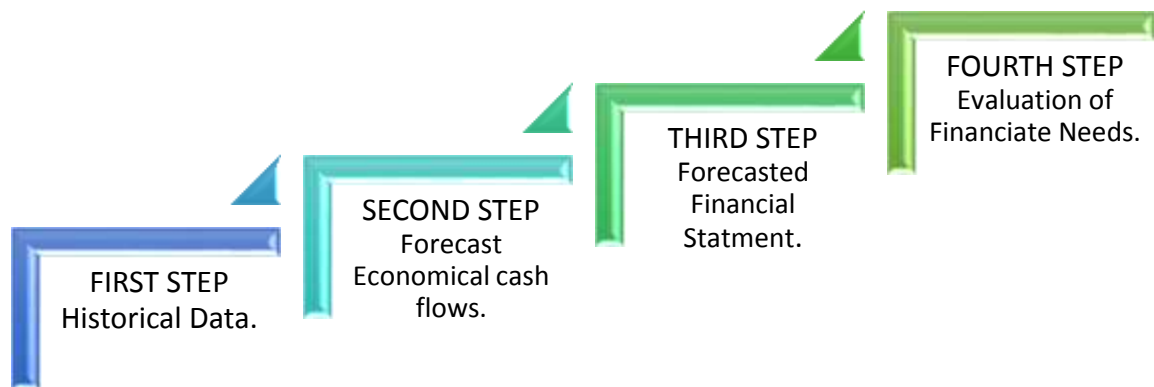 FIRST STEP
Historical Data.
SECOND STEP
Forecast
Economical cash
flows.
THIRD STEP
Forecasted
Financial
Statment.
FOURTH STEP
Evaluation of
Financiate Needs.